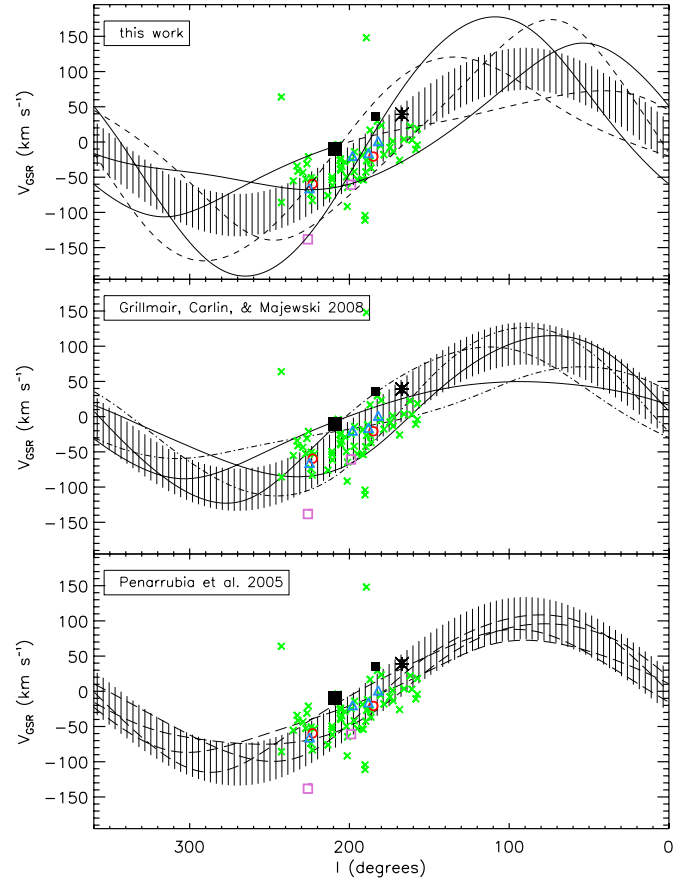 this work
150
100
50
0
-50
-100
-150
V_GSR (km s⁻¹)
Grillmair, Carlin, & Majewski 2008
150
100
50
0
-50
-100
-150
V_GSR (km s⁻¹)
Penarrubia et al. 2005
150
100
50
0
-50
-100
-150
V_GSR (km s⁻¹)
300 200 100 0
l (degrees)